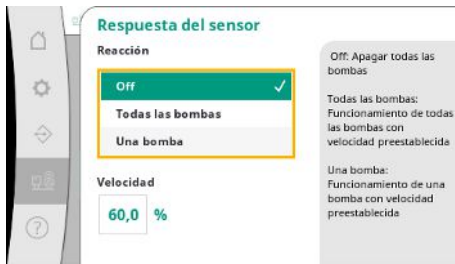 Respuesta del sensor
Reacción
Off
Todas las bombas
Una bomba
Velocidad
60,0 %
Off: Apagar todas las
bombas
Todas las bombas:
Funcionamiento de todas
las bombas con
velocidad preestablecida
Una bomba:
Funcionamiento de una
bomba con velocidad
preestablecida